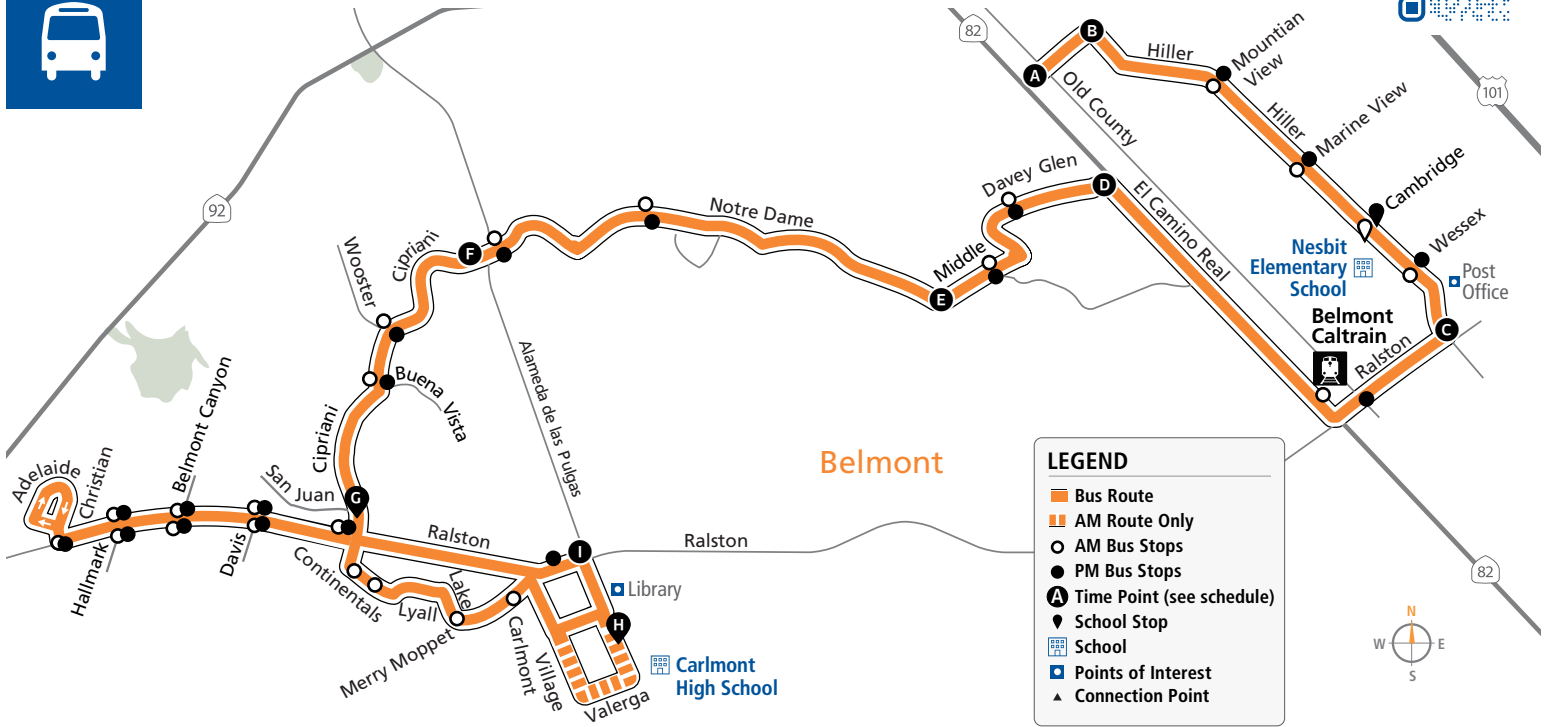 82
B
Hiller
Mountian
View
A
Old County
Hiller
101
Marine View
Cambridge
Wessex
92
Davey Glen
D
El Camino Real
Notre Dame
Wooster
Cipriani
F
Middle
E
Nesbit
Elementary
School
Post
Office
Belmont
Caltrain
C
Ralston
Alameda de las Pulgas
Buena Vista
Cipriani
Belmont Canyon
Adelaide
Christian
San
Juan
G
Belmont
Hallmark
Davis
Continentals
Ralston
I
Ralston
Lake
Lyall
Merry Moppet
Carlmont
Village
Library
H
Valerga
Carlmont
High School
LEGEND
Bus Route
AM Route Only
AM Bus Stops
PM Bus Stops
A Time Point (see schedule)
School Stop
School
Points of Interest
Connection Point
82
N
W E
S